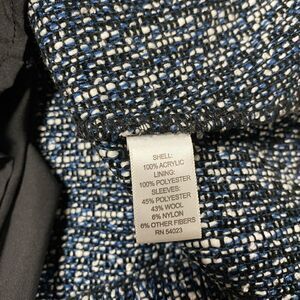 SHELL:
100% ACRYLIC
LINING:
100% POLYESTER
SLEEVES:
45% POLYESTER
43% WOOL
6% NYLON
6% OTHER FIBERS
RN 54023